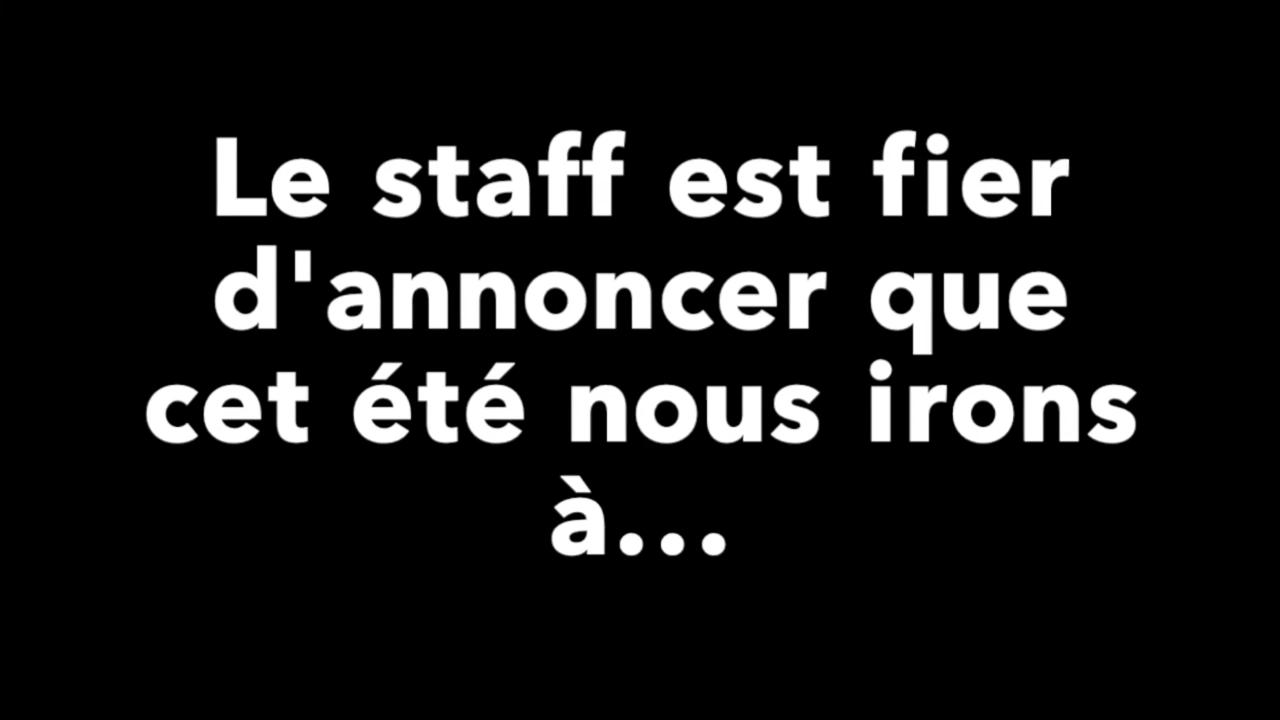 Le staff est fier
d'annoncer que
cet été nous irons
à...